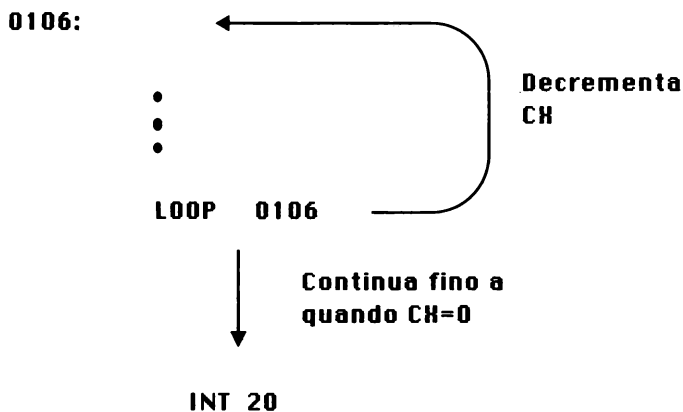 0106:
Decrementa
CX
LOOP 0106
Continua fino a
quando CX=0
INT 20